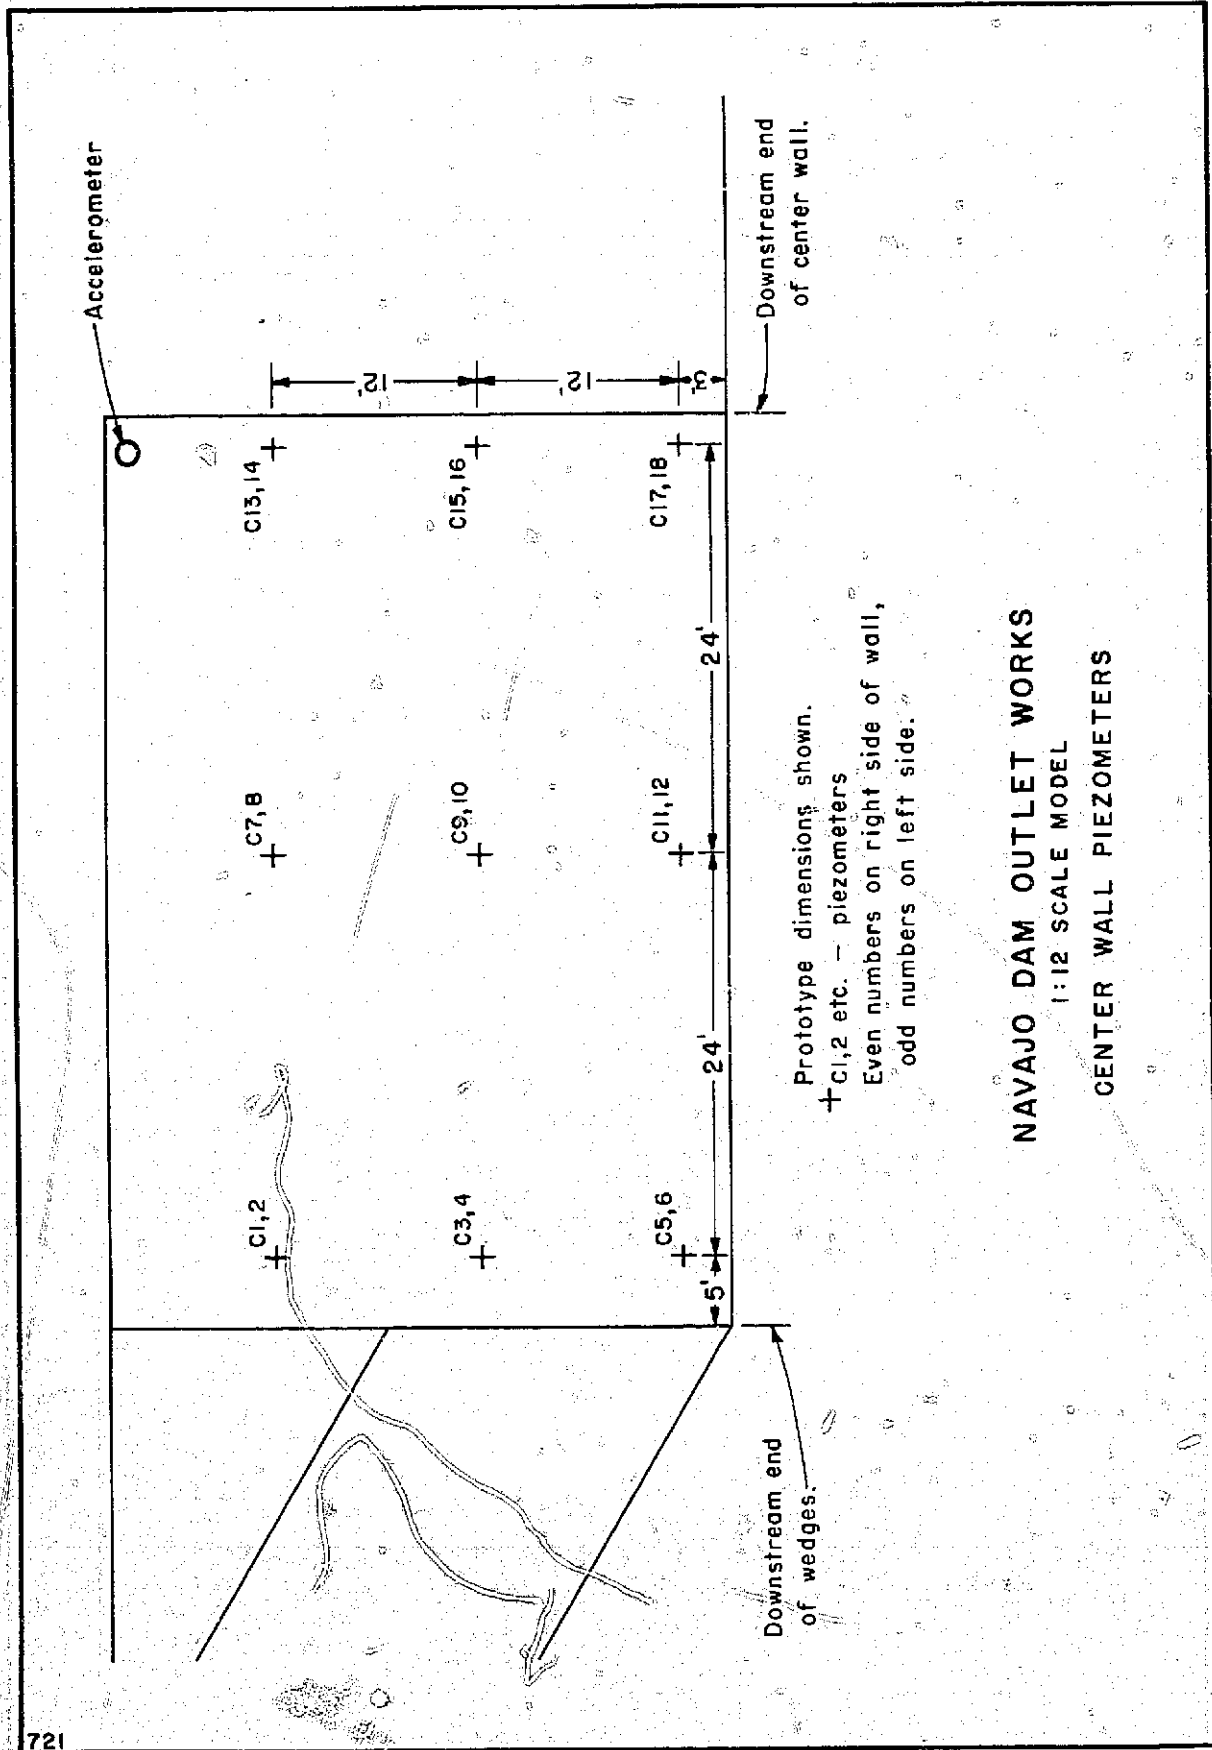 Accelerometer
C13,14
C15,16
C17,18
12'
12'
3'
C7,8
C9,10
C11,12
C1,2
C3,4
C5,6
5'
24'
24'
Downstream end
of wedges.
Downstream end
of center wall.
Prototype dimensions shown.
+C1,2 etc. – piezometers
Even numbers on right side of wall,
odd numbers on left side.
NAVAJO DAM OUTLET WORKS
1:12 SCALE MODEL
CENTER WALL PIEZOMETERS
721